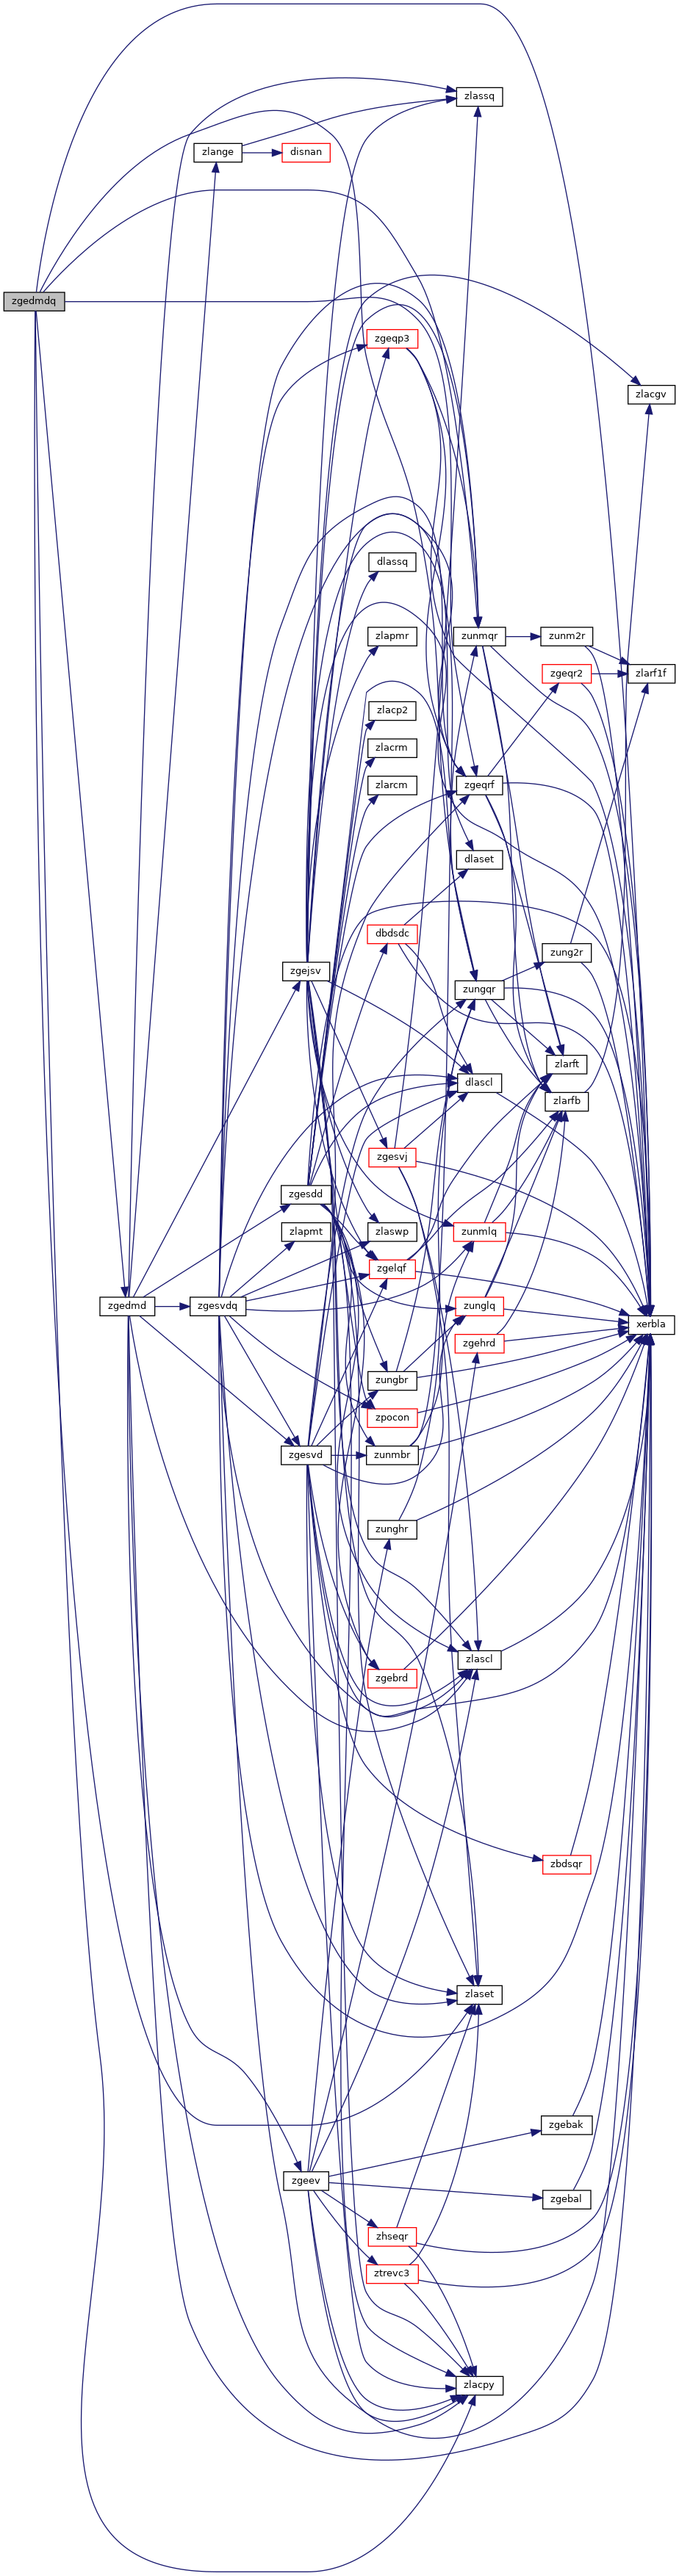 zlassq
zlange
disnan
zgedmdq
zgeqp3
zlacgv
dlassq
zlapmr
zunmqr
zunm2r
zgeqr2
zlarf1f
zlacp2
zlacrm
zlarcm
zgeqrf
dlaset
dbdsdc
zung2r
zgejsv
zungqr
zlarft
dlascl
zlarfb
zgesvj
zgesdd
zlapmt
zlaswp
zunmlq
zgelqf
zgedmd
zgesvdq
zunglq
xerbla
zgehrd
zungbr
zpocon
zgesvd
zunmbr
zunghr
zlascl
zgebrd
zbdsqr
zlaset
zgebak
zgeev
zgebal
zhseqr
ztrevc3
zlacpy